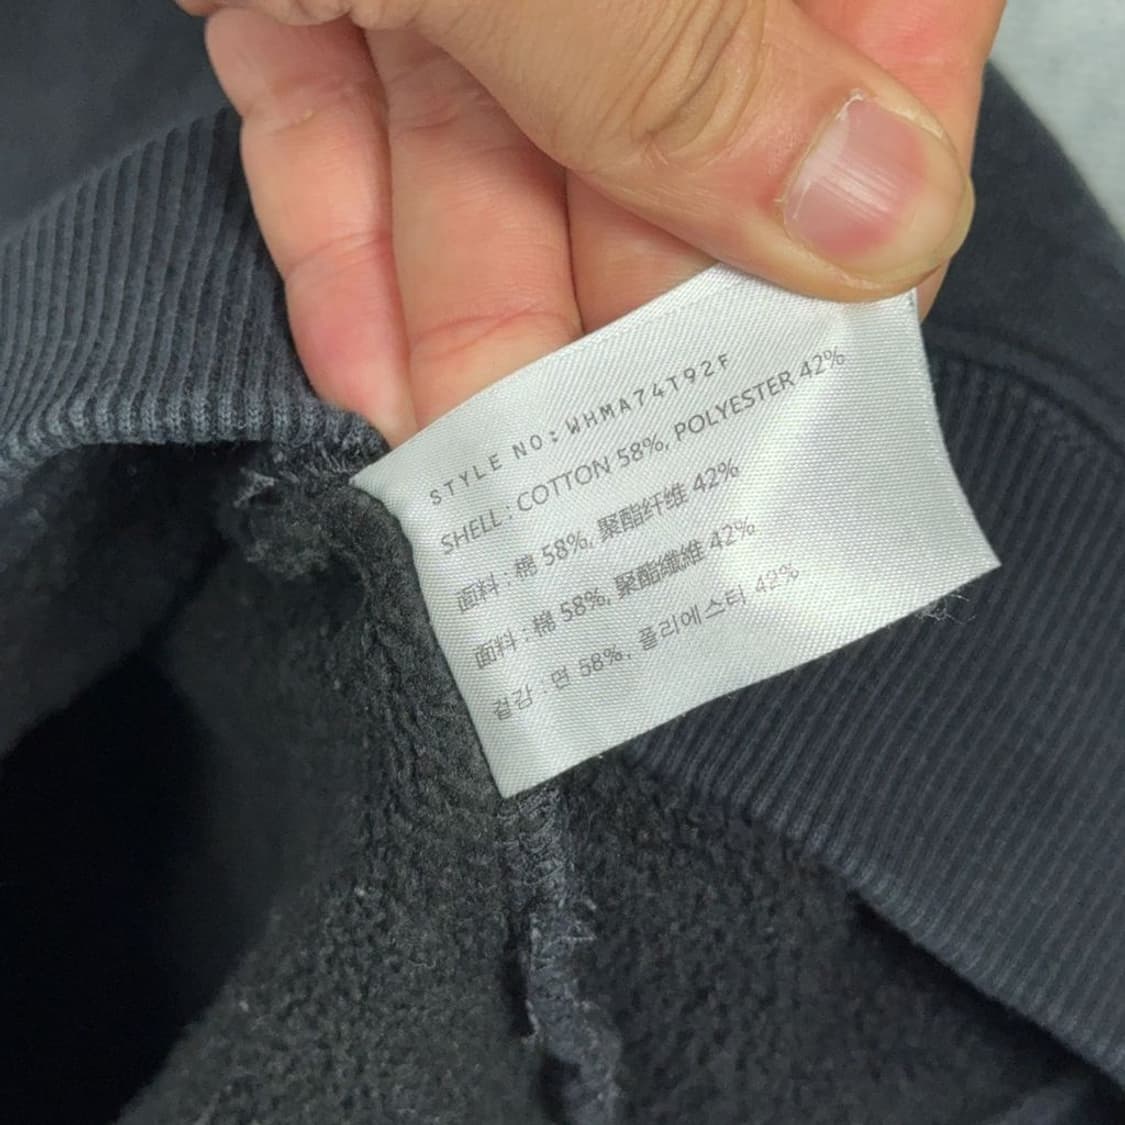 STYLE NO: WHMA74T92F
SHELL : COTTON 58%, POLYESTER 42%
面料 : 棉 58%, 聚酯纤维 42%
面料 : 棉 58%, 聚酯纖維 42%
겉감 : 면 58%, 폴리에스터 42%